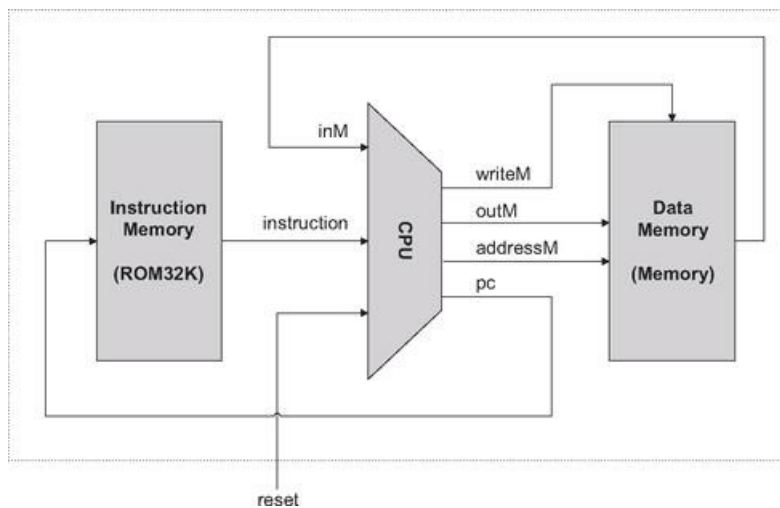 inM
Instruction
Memory
(ROM32K)
instruction
CPU
writeM
outM
addressM
pc
Data
Memory
(Memory)
reset